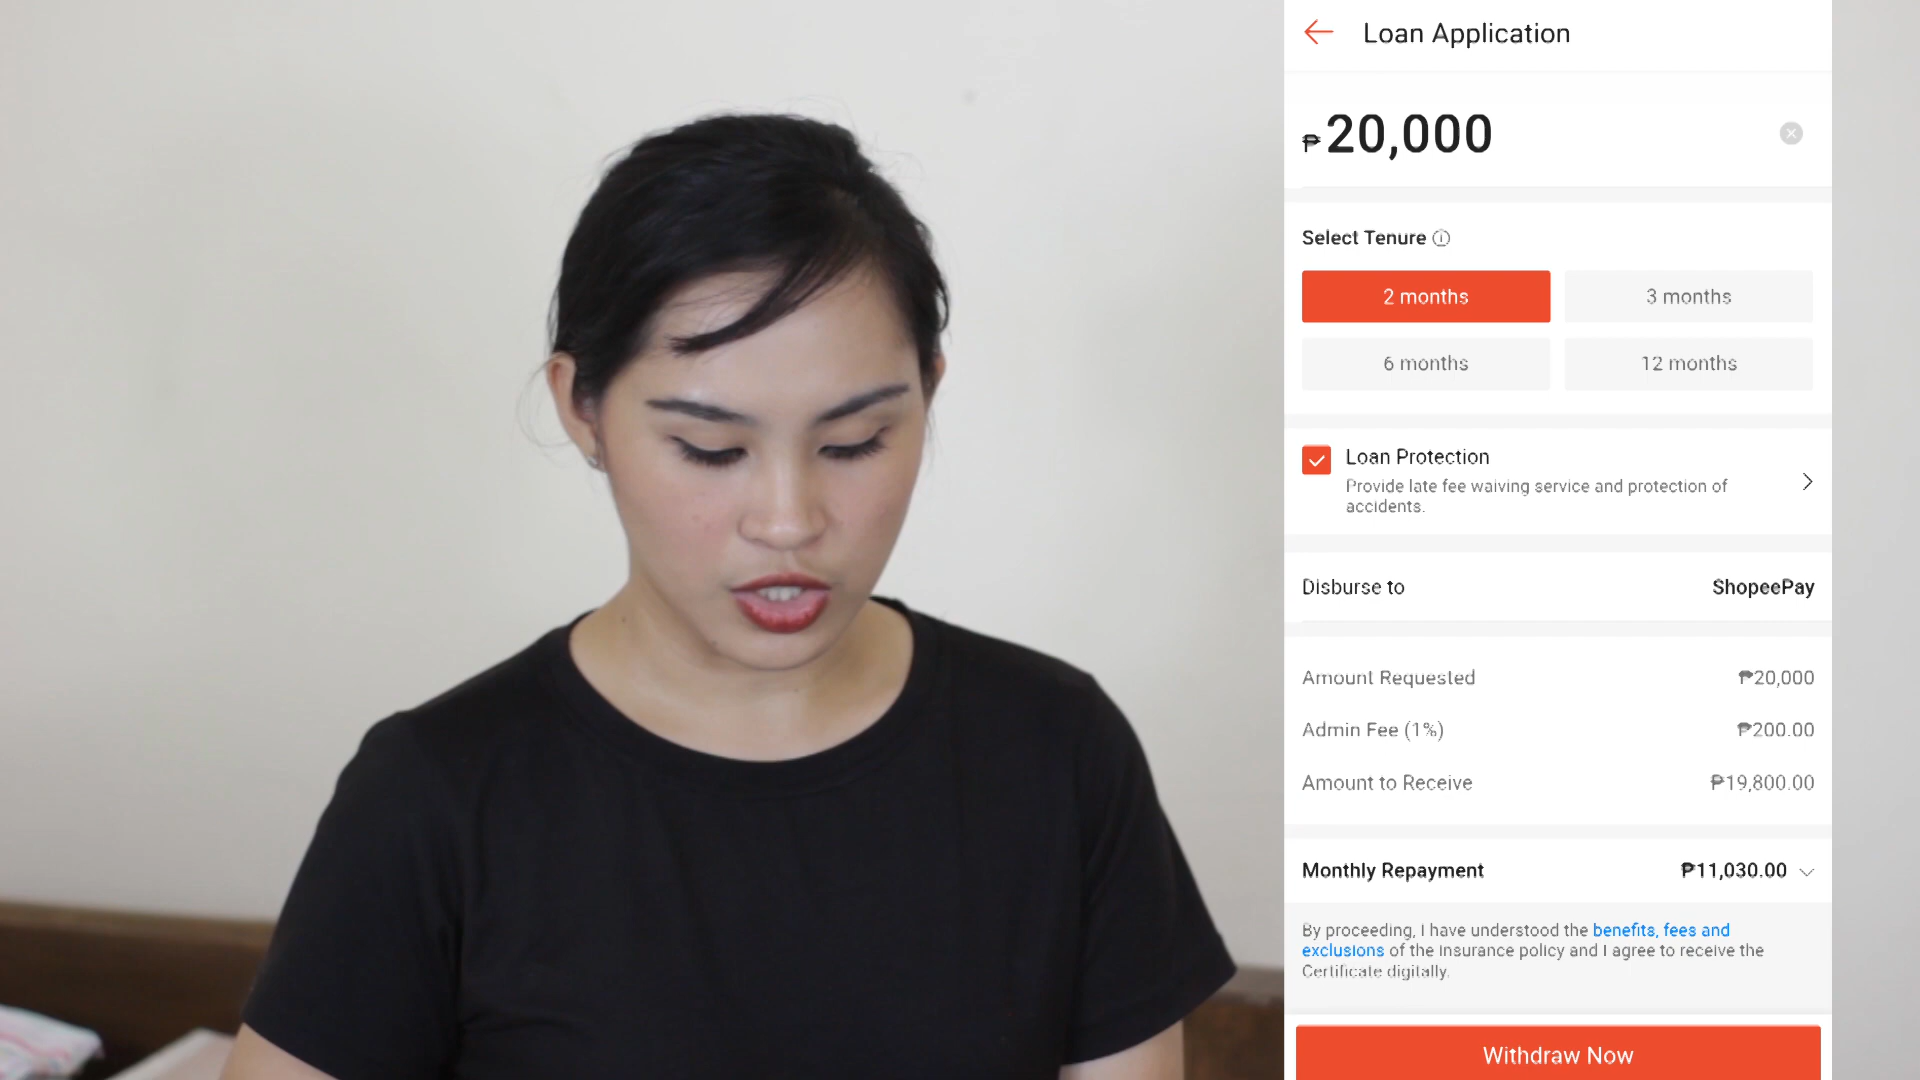 Loan Application
₱20,000
Select Tenure
2 months
3 months
6 months
12 months
Loan Protection
Provide late fee waiving service and protection of
accidents.
Disburse to
ShopeePay
Amount Requested
₱20,000
Admin Fee (1%)
₱200.00
Amount to Receive
₱19,800.00
Monthly Repayment
₱11,030.00
By proceeding, I have understood the benefits, fees and
exclusions of the insurance policy and I agree to receive the
Certificate digitally.
Withdraw Now